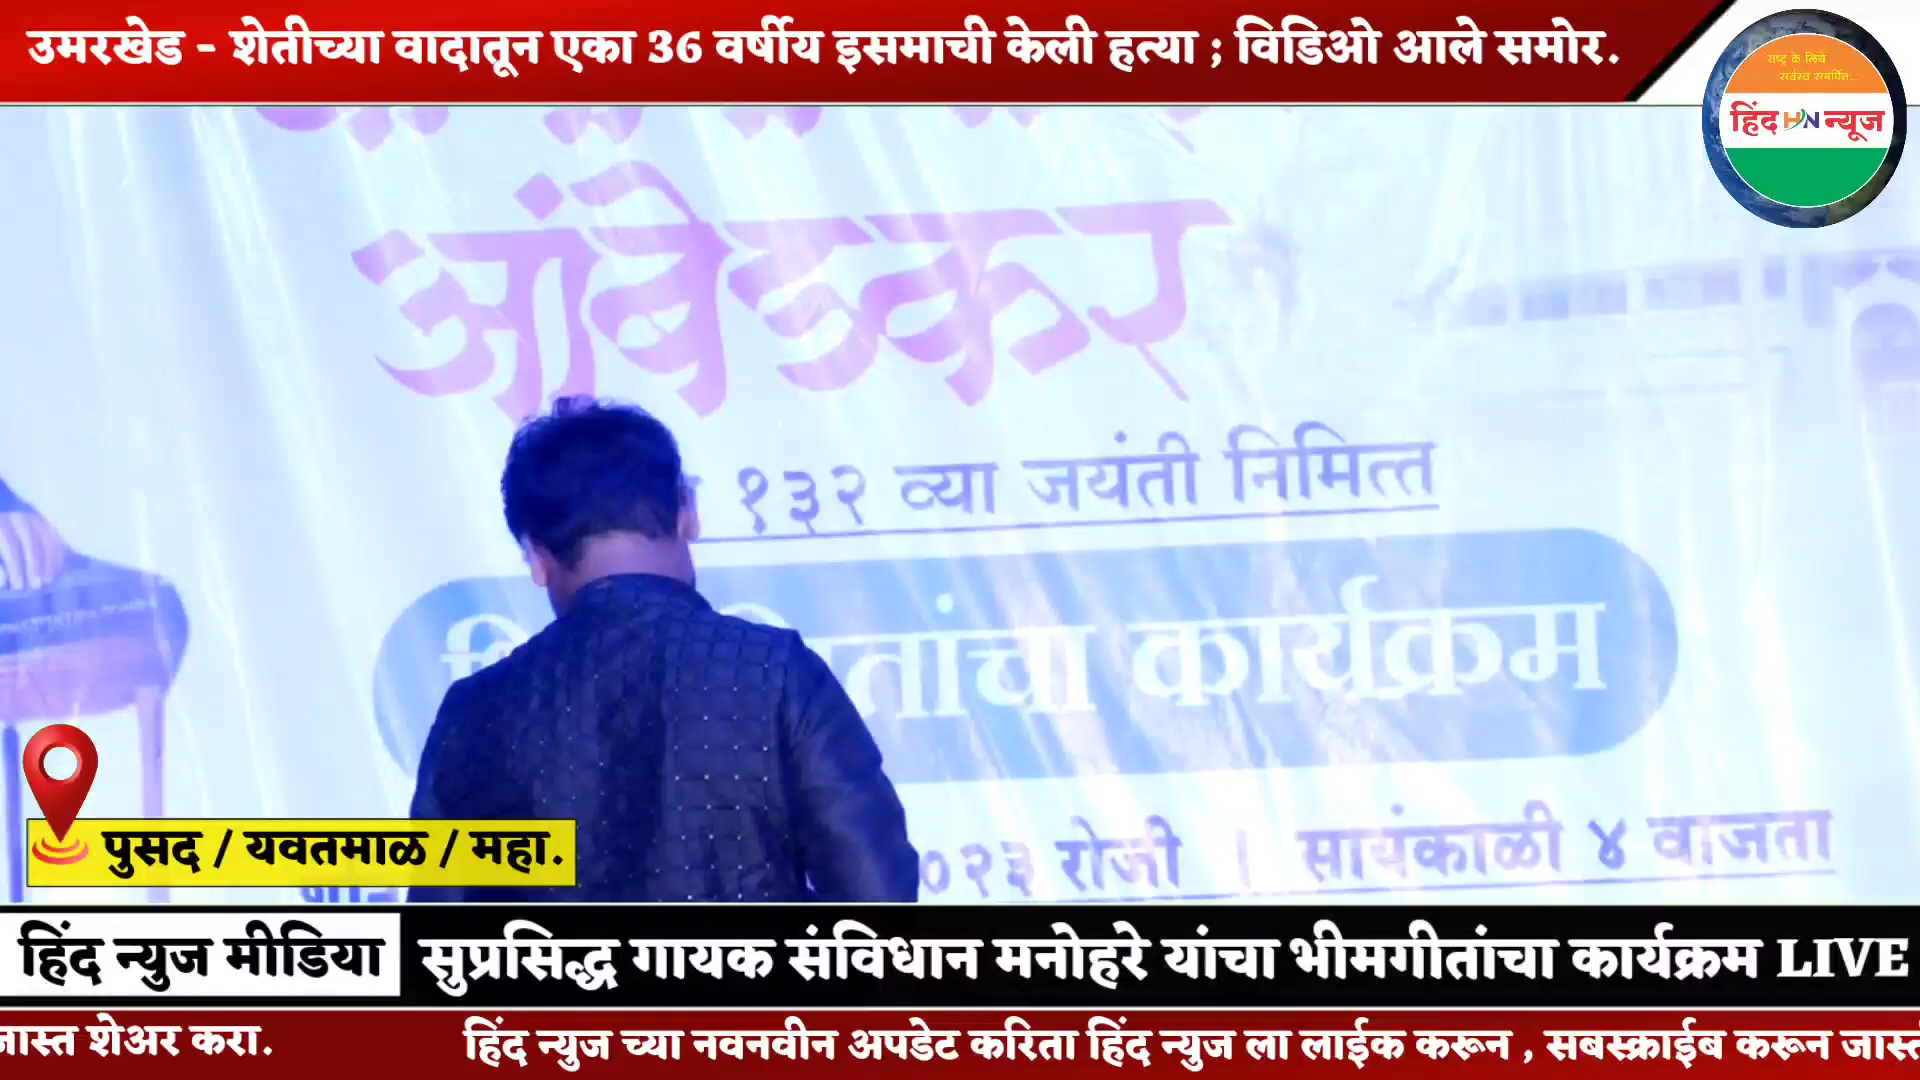 उमरखेड - शेतीच्या वादातून एका 36 वर्षीय इसमाची केली हत्या ; विडिओ आले समोर.
राष्ट्र के लिये
सर्वस्व समर्पित...
हिंद HN न्यूज
आंबेडकर
१३२ व्या जयंती निमित्त
तांचा कार्यक्रम
०२३ रोजी | सायंकाळी ४ वाजता
पुसद / यवतमाळ / महा.
हिंद न्युज मीडिया
सुप्रसिद्ध गायक संविधान मनोहरे यांचा भीमगीतांचा कार्यक्रम LIVE
जास्त शेअर करा. हिंद न्युज च्या नवनवीन अपडेट करिता हिंद न्युज ला लाईक करून , सबस्क्राईब करून जास्त